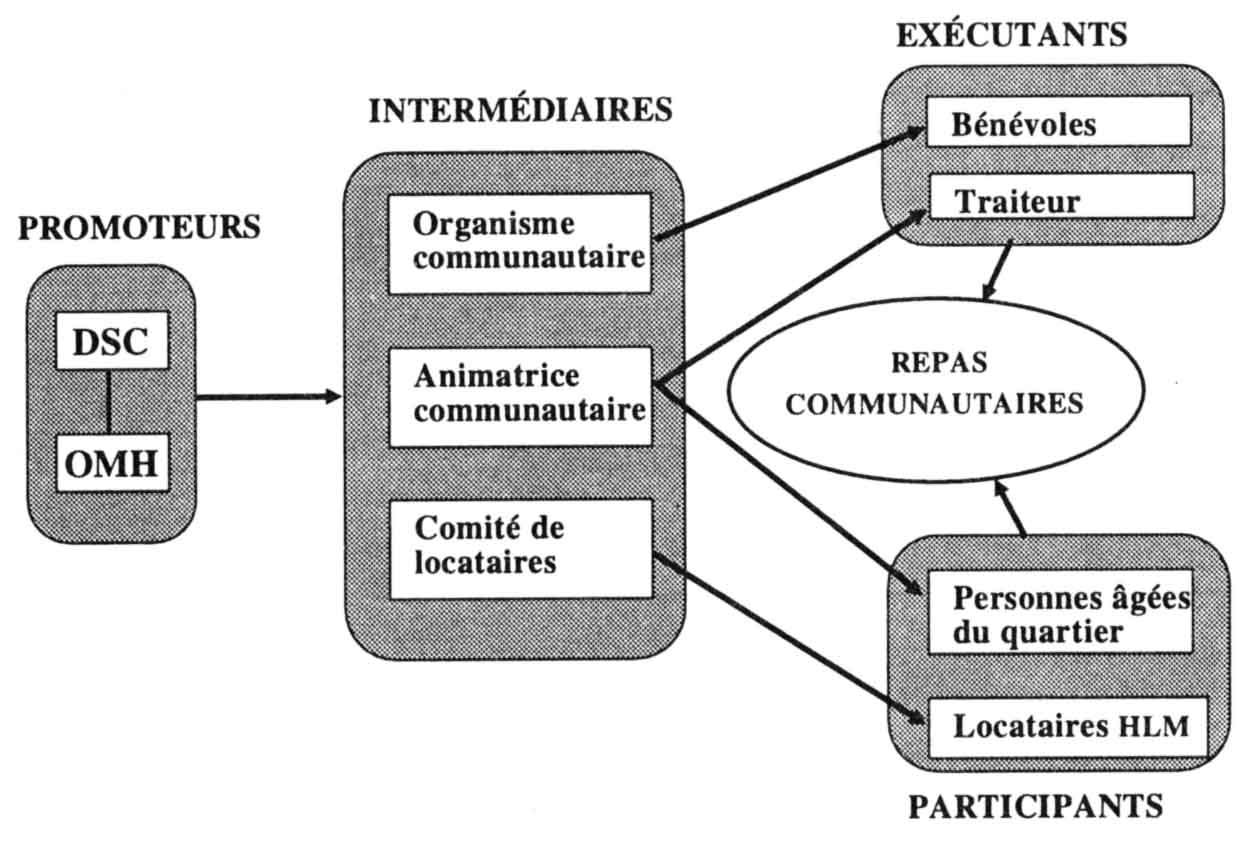 PROMOTEURS
DSC
OMH
INTERMÉDIAIRES
Organisme
communautaire
Animatrice
communautaire
Comité de
locataires
EXÉCUTANTS
Bénévoles
Traiteur
REPAS
COMMUNAUTAIRES
Personnes âgées
du quartier
Locataires HLM
PARTICIPANTS